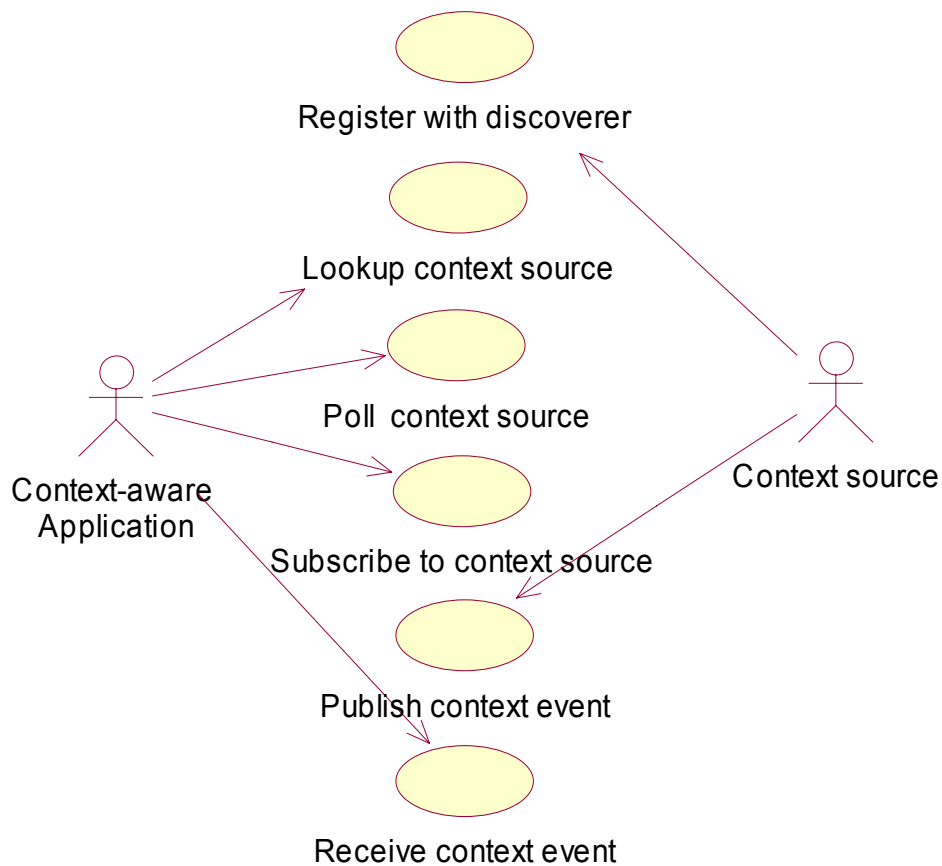 Register with discoverer
Lookup context source
Poll  context source
Context-aware
Application
Context source
Subscribe to context source
Publish context event
Receive context event